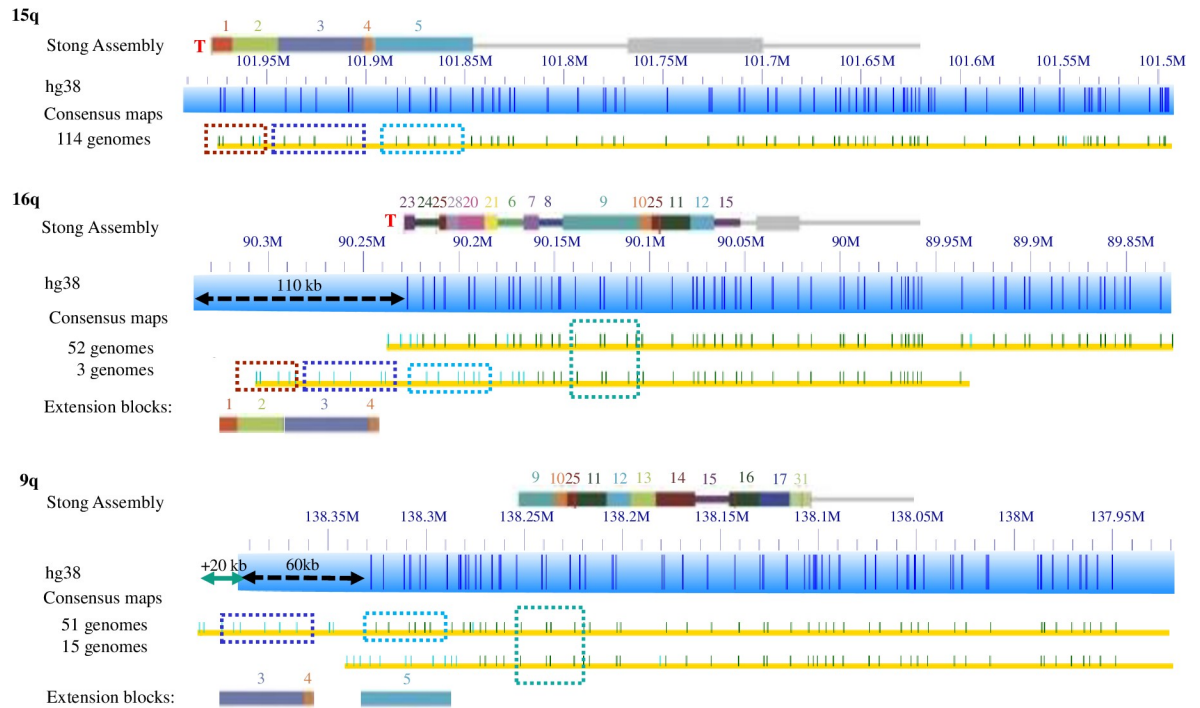 15q
1 2 3 4 5
Stong Assembly T
101.95M 101.9M 101.85M 101.8M 101.75M 101.7M 101.65M 101.6M 101.55M 101.5M
hg38
Consensus maps
114 genomes
16q
23 24 25 28 20 21 6 7 8 9 10 25 11 12 15
Stong Assembly T
90.3M 90.25M 90.2M 90.15M 90.1M 90.05M 90M 89.95M 89.9M 89.85M
hg38 110 kb
Consensus maps
52 genomes
3 genomes
Extension blocks: 1 2 3 4
9q
9 10 25 11 12 13 14 15 16 17 31
Stong Assembly
138.35M 138.3M 138.25M 138.2M 138.15M 138.1M 138.05M 138M 137.95M
hg38 +20 kb 60kb
Consensus maps
51 genomes
15 genomes
Extension blocks: 3 4 5